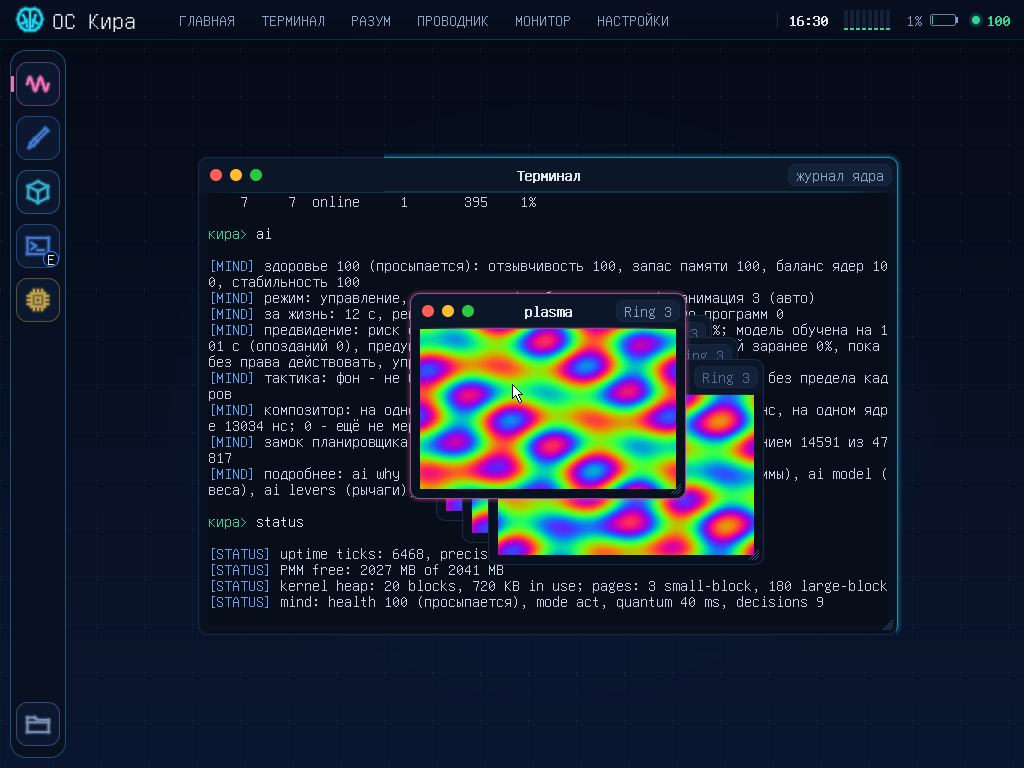 ОС Кира ГЛАВНАЯ ТЕРМИНАЛ РАЗУМ ПРОВОДНИК МОНИТОР НАСТРОЙКИ 16:30 1% 100
Терминал журнал ядра
7 7 online 1 395 1%
кира> ai
[MIND] здоровье 100 (просыпается): отзывчивость 100, запас памяти 100, баланс ядер 10
0, стабильность 100
[MIND] режим: управление, анимация 3 (авто)
[MIND] за жизнь: 12 с, программ 0
[MIND] предвидение: риск %; модель обучена на 1
01 с (опозданий 0), заранее 0%, пока
без права действовать,
[MIND] тактика: фон - не без предела кад
ров
[MIND] композитор: на нс, на одном ядр
е 13034 нс; 0 - ещё не
[MIND] замок планировщика 14591 из 47
817
[MIND] подробнее: ai why ai model (
веса), ai levers (рычаги)
plasma Ring 3
Ring 3
кира> status
[STATUS] uptime ticks: 6468,
[STATUS] PMM free: 2027 MB of 2041 MB
[STATUS] kernel heap: 20 blocks, 720 KB in use; pages: 3 small-block, 180 large-block
[STATUS] mind: health 100 (просыпается), mode act, quantum 40 ms, decisions 9
E